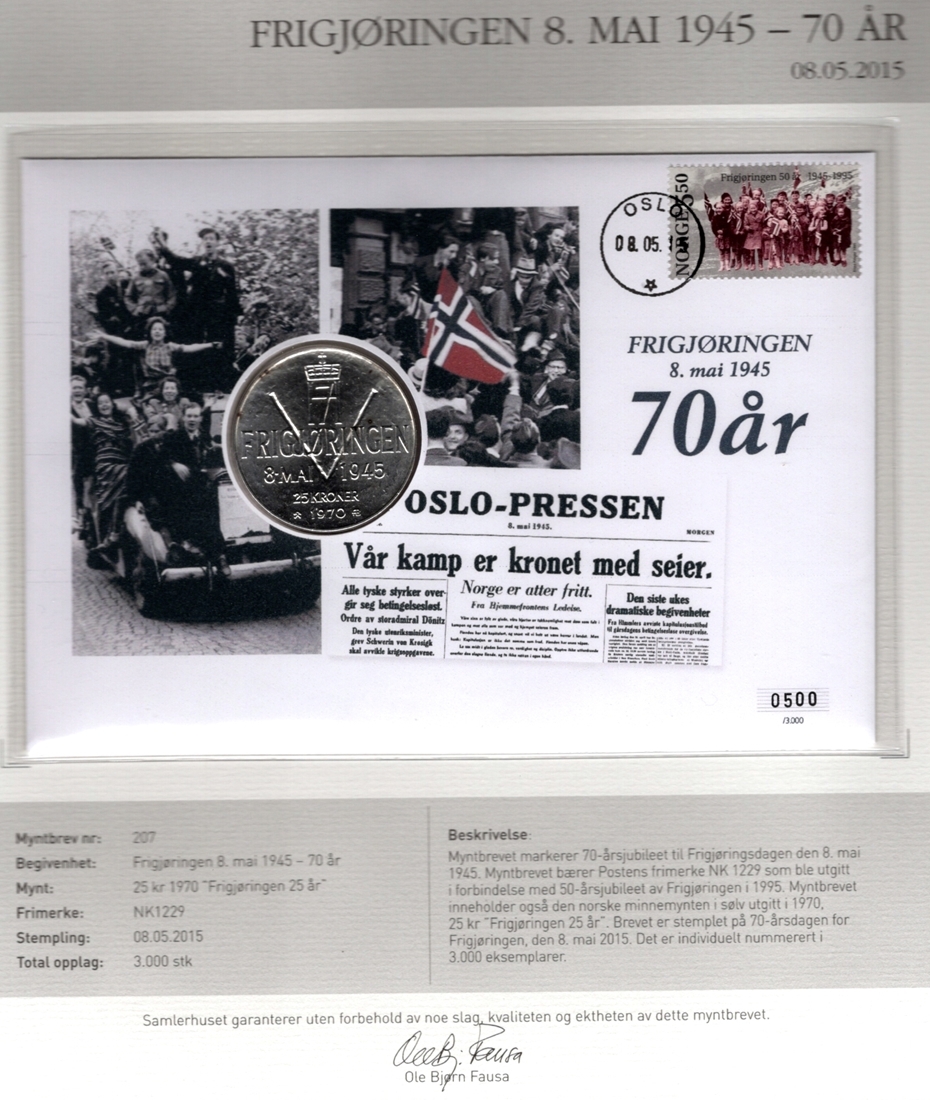 FRIGJØRINGEN 8. MAI 1945 – 70 ÅR
08.05.2015
Frigjøringen 50 år 1945-1995
NORGE 550
OSLO
08.05.
FRIGJØRINGEN
8. mai 1945
70 år
FRIGJØRINGEN
8·MAI 1945
25 KRONER
1970
OSLO-PRESSEN
8. mai 1945.
MORGEN
Vår kamp er kronet med seier.
Alle tyske styrker over-
gir seg betingelsesløst.
Ordre av storadmiral Dönitz
Den tyske utenriksminister,
grev Schwerin von Krosigk
skal avvikle krigsoppgavene.
Norge er atter fritt.
Fra Hjemmefrontens Ledelse.
Den siste ukes
dramatiske begivenheter
0500
/3.000
Myntbrev nr: 207
Begivenhet: Frigjøringen 8. mai 1945 – 70 år
Mynt: 25 kr 1970 "Frigjøringen 25 år"
Frimerke: NK1229
Stempling: 08.05.2015
Total opplag: 3.000 stk
Beskrivelse:
Myntbrevet markerer 70-årsjubileet til Frigjøringsdagen den 8. mai
1945. Myntbrevet bærer Postens frimerke NK 1229 som ble utgitt
i forbindelse med 50-årsjubileet av Frigjøringen i 1995. Myntbrevet
inneholder også den norske minnemynten i sølv utgitt i 1970,
25 kr "Frigjøringen 25 år". Brevet er stemplet på 70-årsdagen for
Frigjøringen, den 8. mai 2015. Det er individuelt nummerert i
3.000 eksemplarer.
Samlerhuset garanterer uten forbehold av noe slag, kvaliteten og ektheten av dette myntbrevet.
Ole Bj. Fausa
Ole Bjørn Fausa